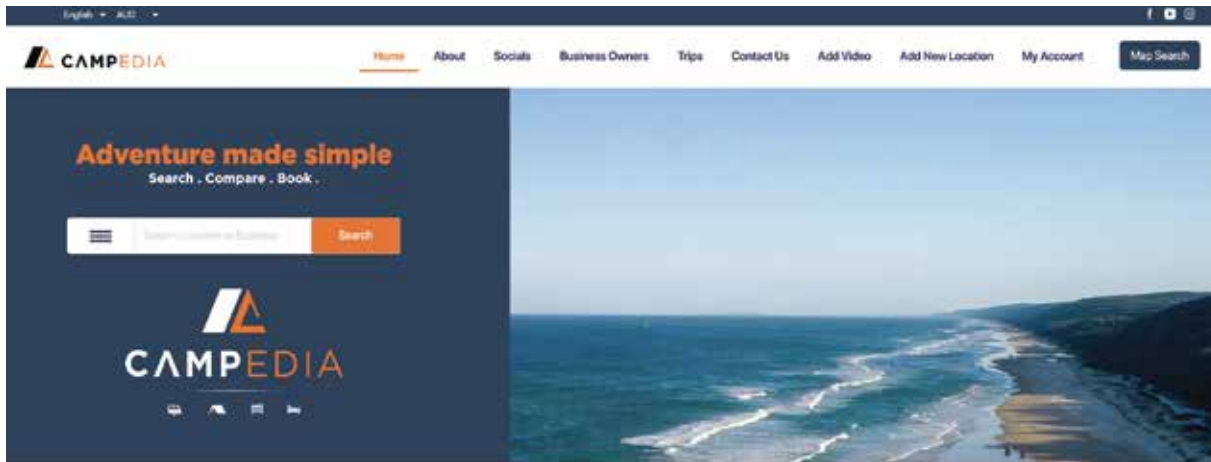 English AUD
CAMPEDIA
Home About Socials Business Owners Trips Contact Us Add Video Add New Location My Account Map Search
Adventure made simple
Search . Compare . Book .
Search
CAMPEDIA